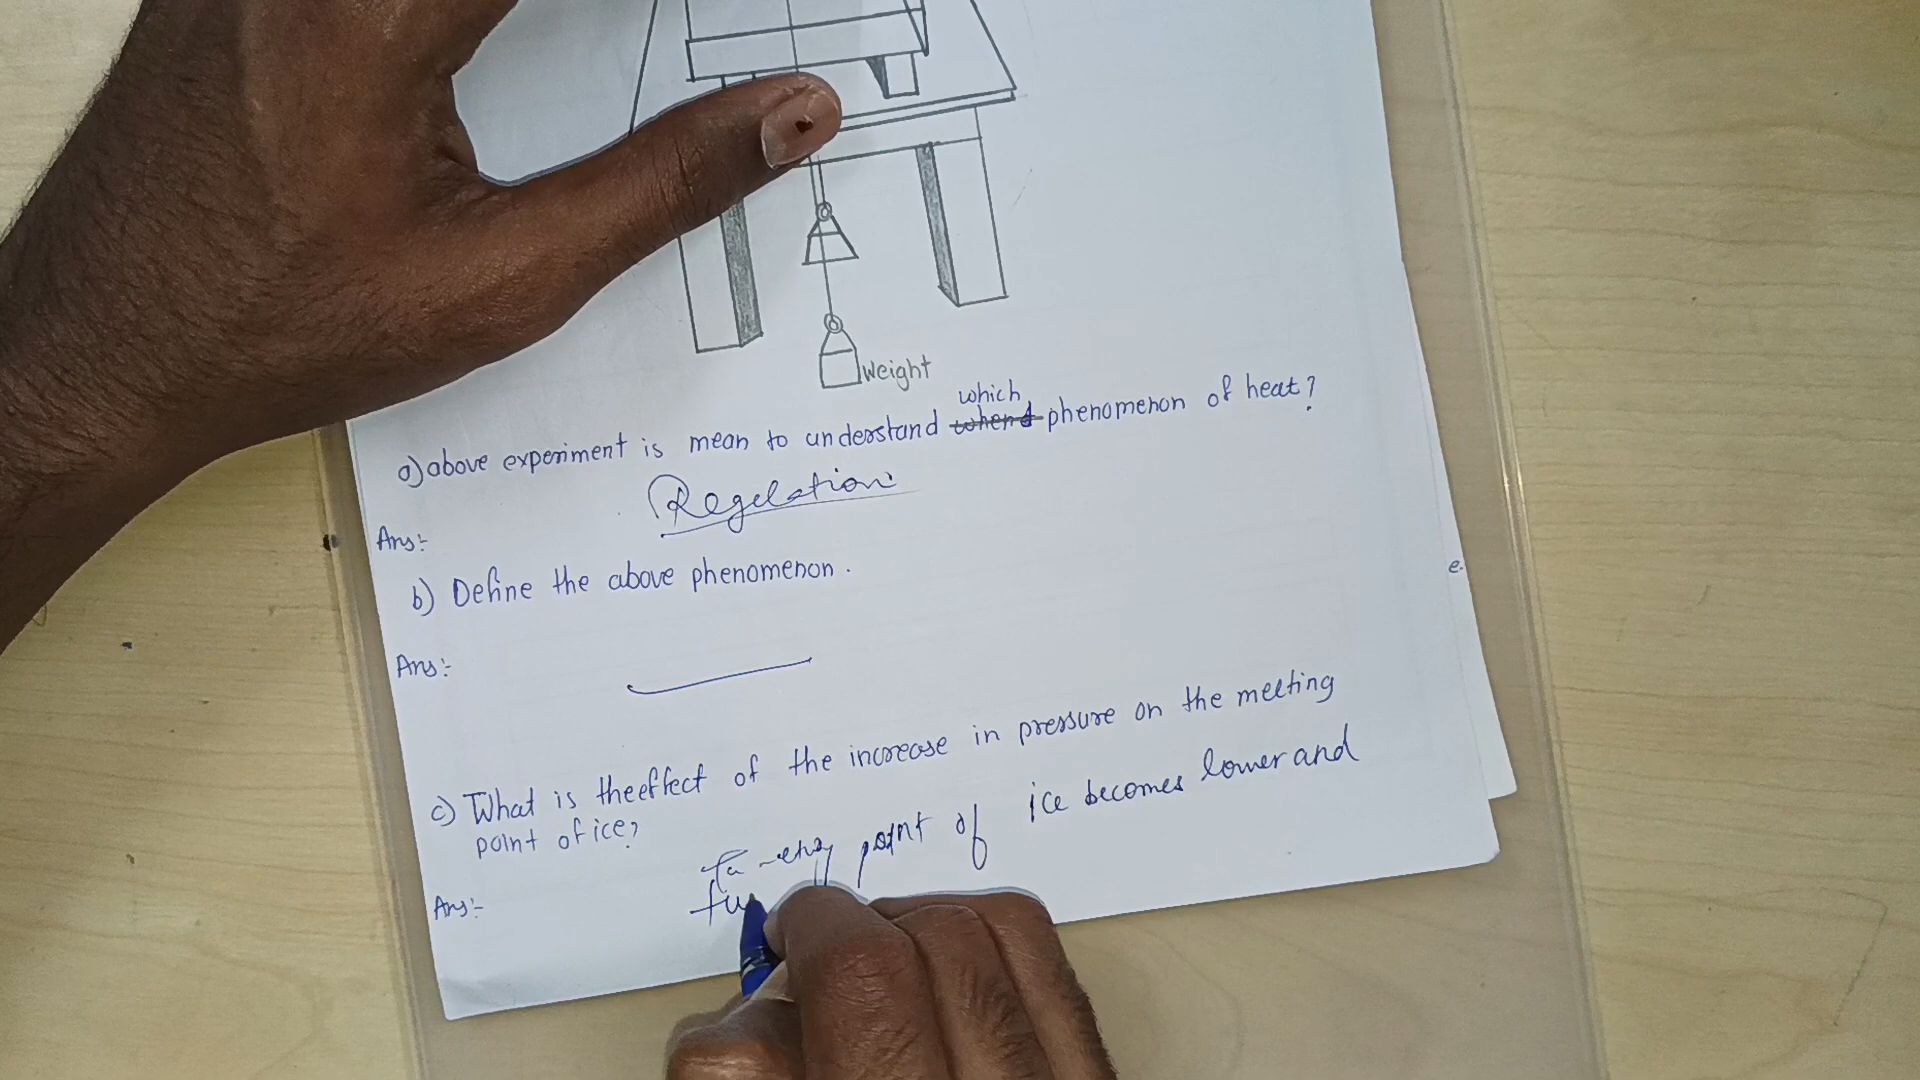 weight
which
a) above experiment is mean to understand when phenomenon of heat?
Regelation
Ans:-
b) Define the above phenomenon.
Ans:-
c) What is the effect of the increase in pressure on the melting
point of ice?
point of ice becomes lower and
Ans:-
e.